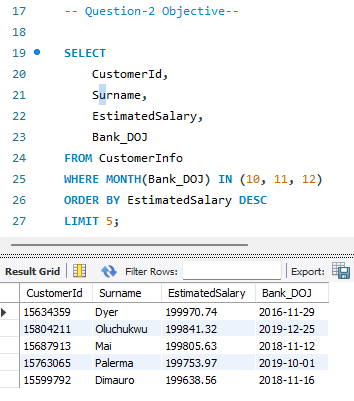 17 -- Question-2 Objective--
18
19 SELECT
20 CustomerId,
21 Surname,
22 EstimatedSalary,
23 Bank_DOJ
24 FROM CustomerInfo
25 WHERE MONTH(Bank_DOJ) IN (10, 11, 12)
26 ORDER BY EstimatedSalary DESC
27 LIMIT 5;
Result Grid Filter Rows: Export:
CustomerId Surname EstimatedSalary Bank_DOJ
15634359 Dyer 199970.74 2016-11-29
15804211 Oluchukwu 199841.32 2019-12-25
15687913 Mai 199805.63 2018-11-12
15763065 Palerma 199753.97 2019-10-01
15599792 Dimauro 199638.56 2018-11-16